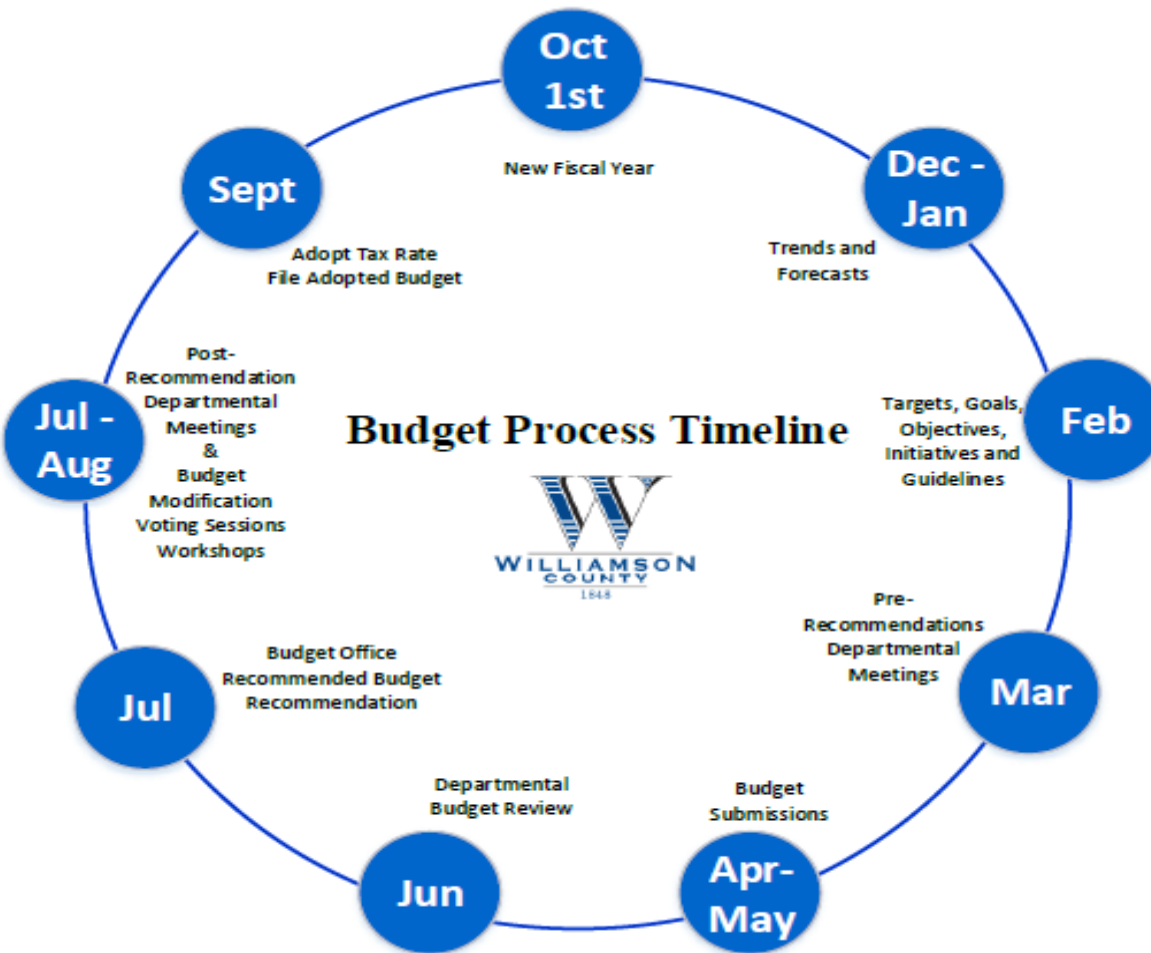 Oct
1st
New Fiscal Year
Dec -
Jan
Trends and
Forecasts
Feb
Targets, Goals,
Objectives,
Initiatives and
Guidelines
Mar
Pre-
Recommendations
Departmental
Meetings
Apr-
May
Budget
Submissions
Jun
Departmental
Budget Review
Jul
Budget Office
Recommended Budget
Recommendation
Jul -
Aug
Post-
Recommendation
Departmental
Meetings
&
Budget
Modification
Voting Sessions
Workshops
Sept
Adopt Tax Rate
File Adopted Budget
Budget Process Timeline
W
WILLIAMSON
COUNTY
1848